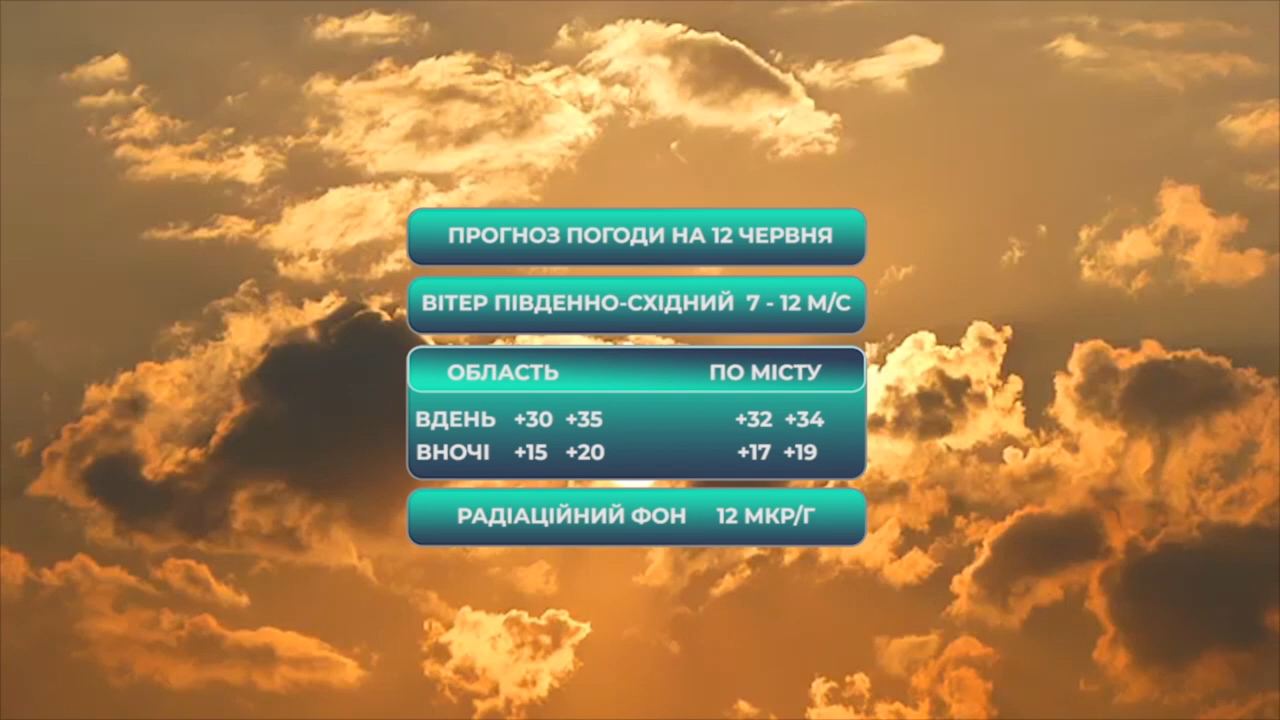 ПРОГНОЗ ПОГОДИ НА 12 ЧЕРВНЯ
ВІТЕР ПІВДЕННО-СХІДНИЙ 7 - 12 М/С
ОБЛАСТЬ ПО МІСТУ
ВДЕНЬ +30 +35 +32 +34
ВНОЧІ +15 +20 +17 +19
РАДІАЦІЙНИЙ ФОН 12 МКР/Г